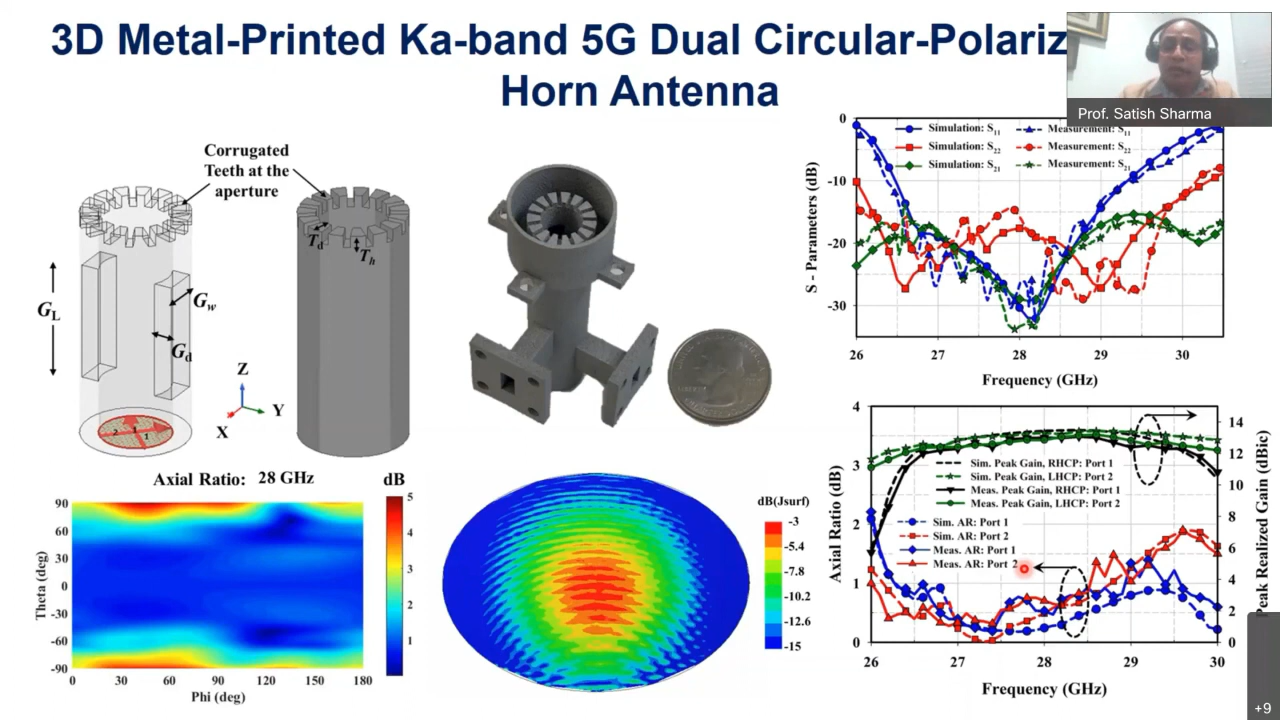 3D Metal-Printed Ka-band 5G Dual Circular-Polariz
Horn Antenna
Prof. Satish Sharma
Corrugated
Teeth at the
aperture
T_d
T_h
G_L
G_w
G_d
Z
Y
X
2
1
1
Axial Ratio: 28 GHz
dB
5
4
3
2
1
90
60
30
0
-30
-60
-90
Theta (deg)
0
30
60
90
120
150
180
Phi (deg)
dB(Jsurf)
-3
-5.4
-7.8
-10.2
-12.6
-15
Simulation: S11
Measurement: S11
Simulation: S22
Measurement: S22
Simulation: S21
Measurement: S21
0
-10
-20
-30
S - Parameters (dB)
26
27
28
29
30
Frequency (GHz)
4
3
2
1
0
Axial Ratio (dB)
Sim. Peak Gain, RHCP: Port 1
Sim. Peak Gain, LHCP: Port 2
Meas. Peak Gain, RHCP: Port 1
Meas. Peak Gain, LHCP: Port 2
Sim. AR: Port 1
Sim. AR: Port 2
Meas. AR: Port 1
Meas. AR: Port 2
14
12
10
8
6
4
2
0
Peak Realized Gain (dBic)
26
27
28
29
30
Frequency (GHz)
+9